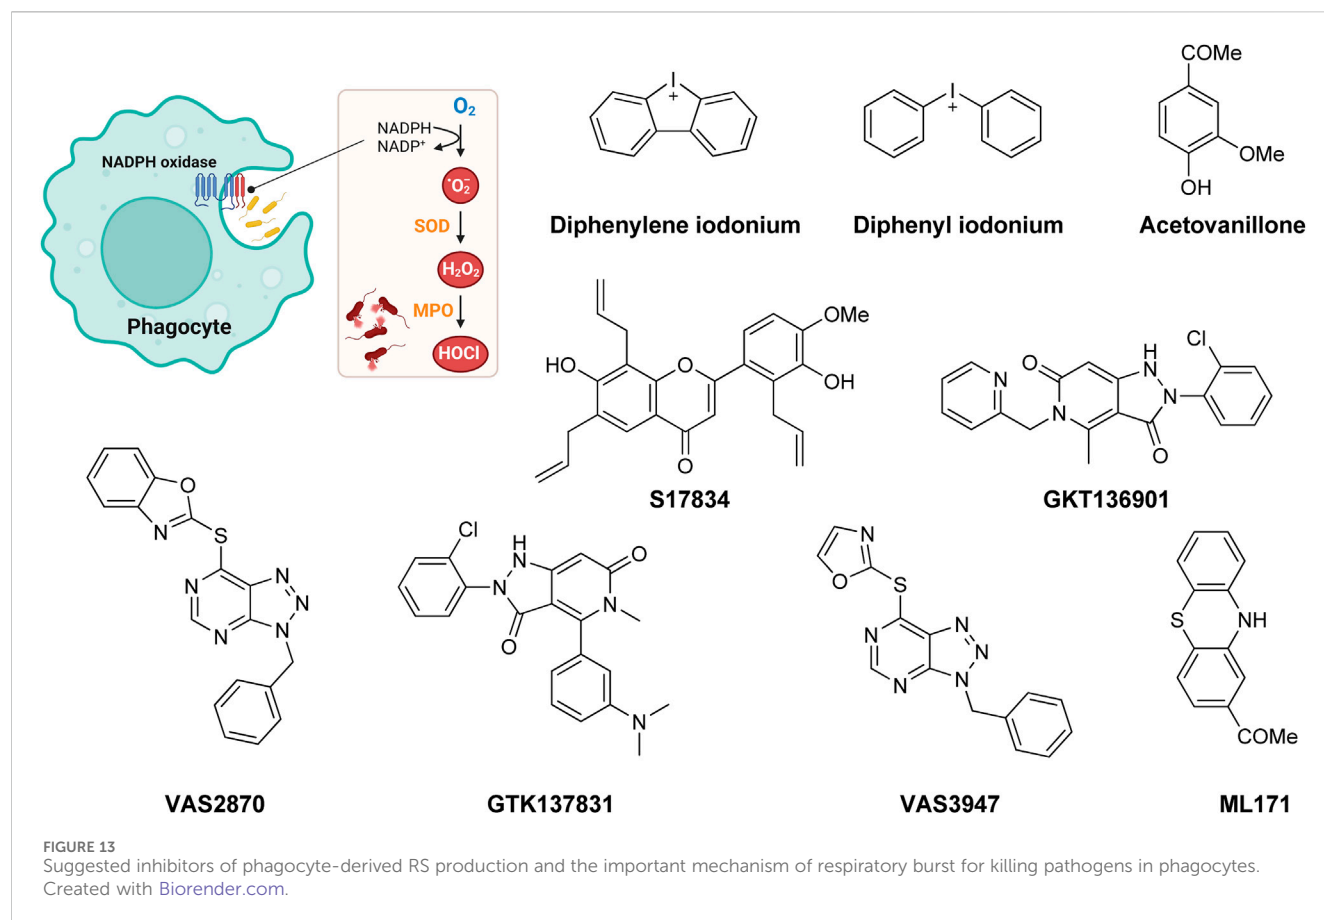 NADPH oxidase
Phagocyte
O₂
NADPH
NADP⁺
•O₂⁻
SOD
H₂O₂
MPO
HOCl
I
+
Diphenylene iodonium
I
+
Diphenyl iodonium
COMe
OMe
OH
Acetovanillone
HO
O
O
OMe
OH
S17834
N
O
N
H
N
N
O
Cl
GKT136901
O
N
S
N
N
N
N
N
VAS2870
Cl
H
N
N
O
O
N
N
GTK137831
N
O
S
N
N
N
N
N
VAS3947
S
NH
COMe
ML171
FIGURE 13
Suggested inhibitors of phagocyte-derived RS production and the important mechanism of respiratory burst for killing pathogens in phagocytes.
Created with Biorender.com.